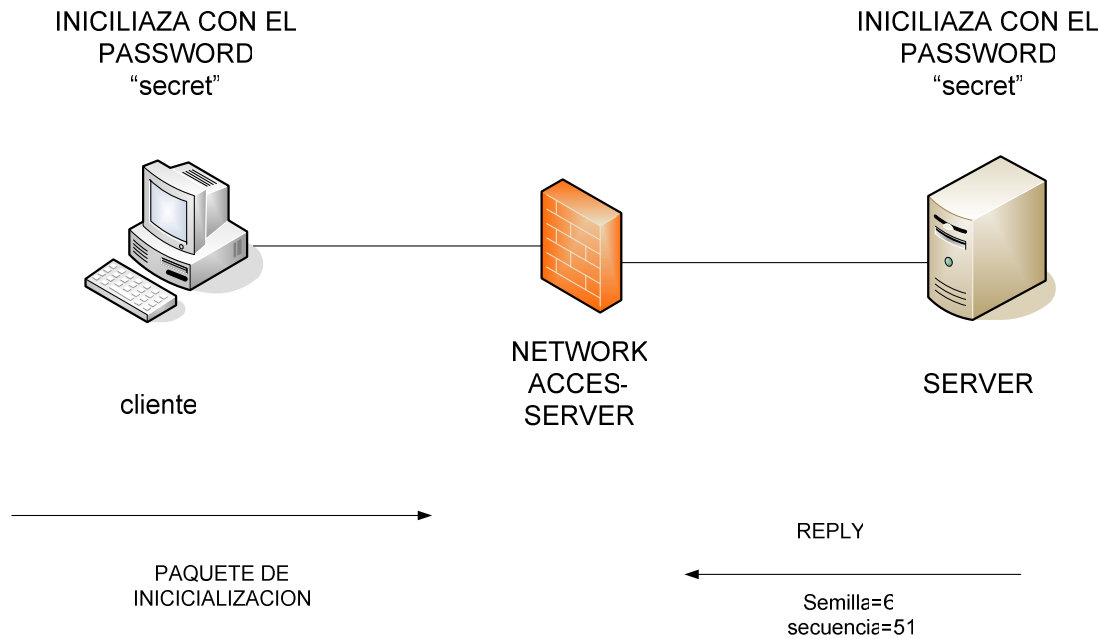 INICILIAZA CON EL
PASSWORD
“secret”
INICILIAZA CON EL
PASSWORD
“secret”
cliente
NETWORK
ACCES-
SERVER
SERVER
PAQUETE DE
INICICIALIZACION
REPLY
Semilla=6
secuencia=51